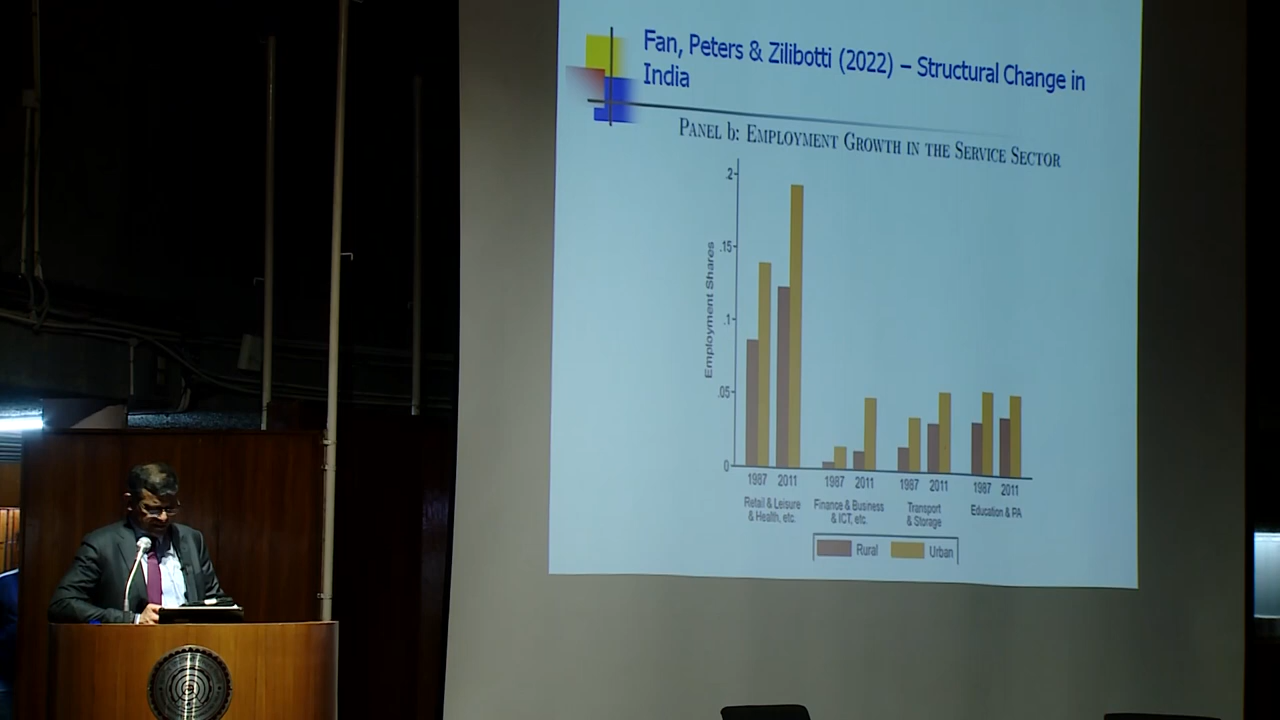 Fan, Peters & Zilibotti (2022) – Structural Change in
India
PANEL b: EMPLOYMENT GROWTH IN THE SERVICE SECTOR
.2
.15
.1
.05
0
Employment Shares
1987 2011 1987 2011 1987 2011 1987 2011
Retail & Leisure
& Health, etc.
Finance & Business
& ICT, etc.
Transport
& Storage
Education & PA
Rural Urban